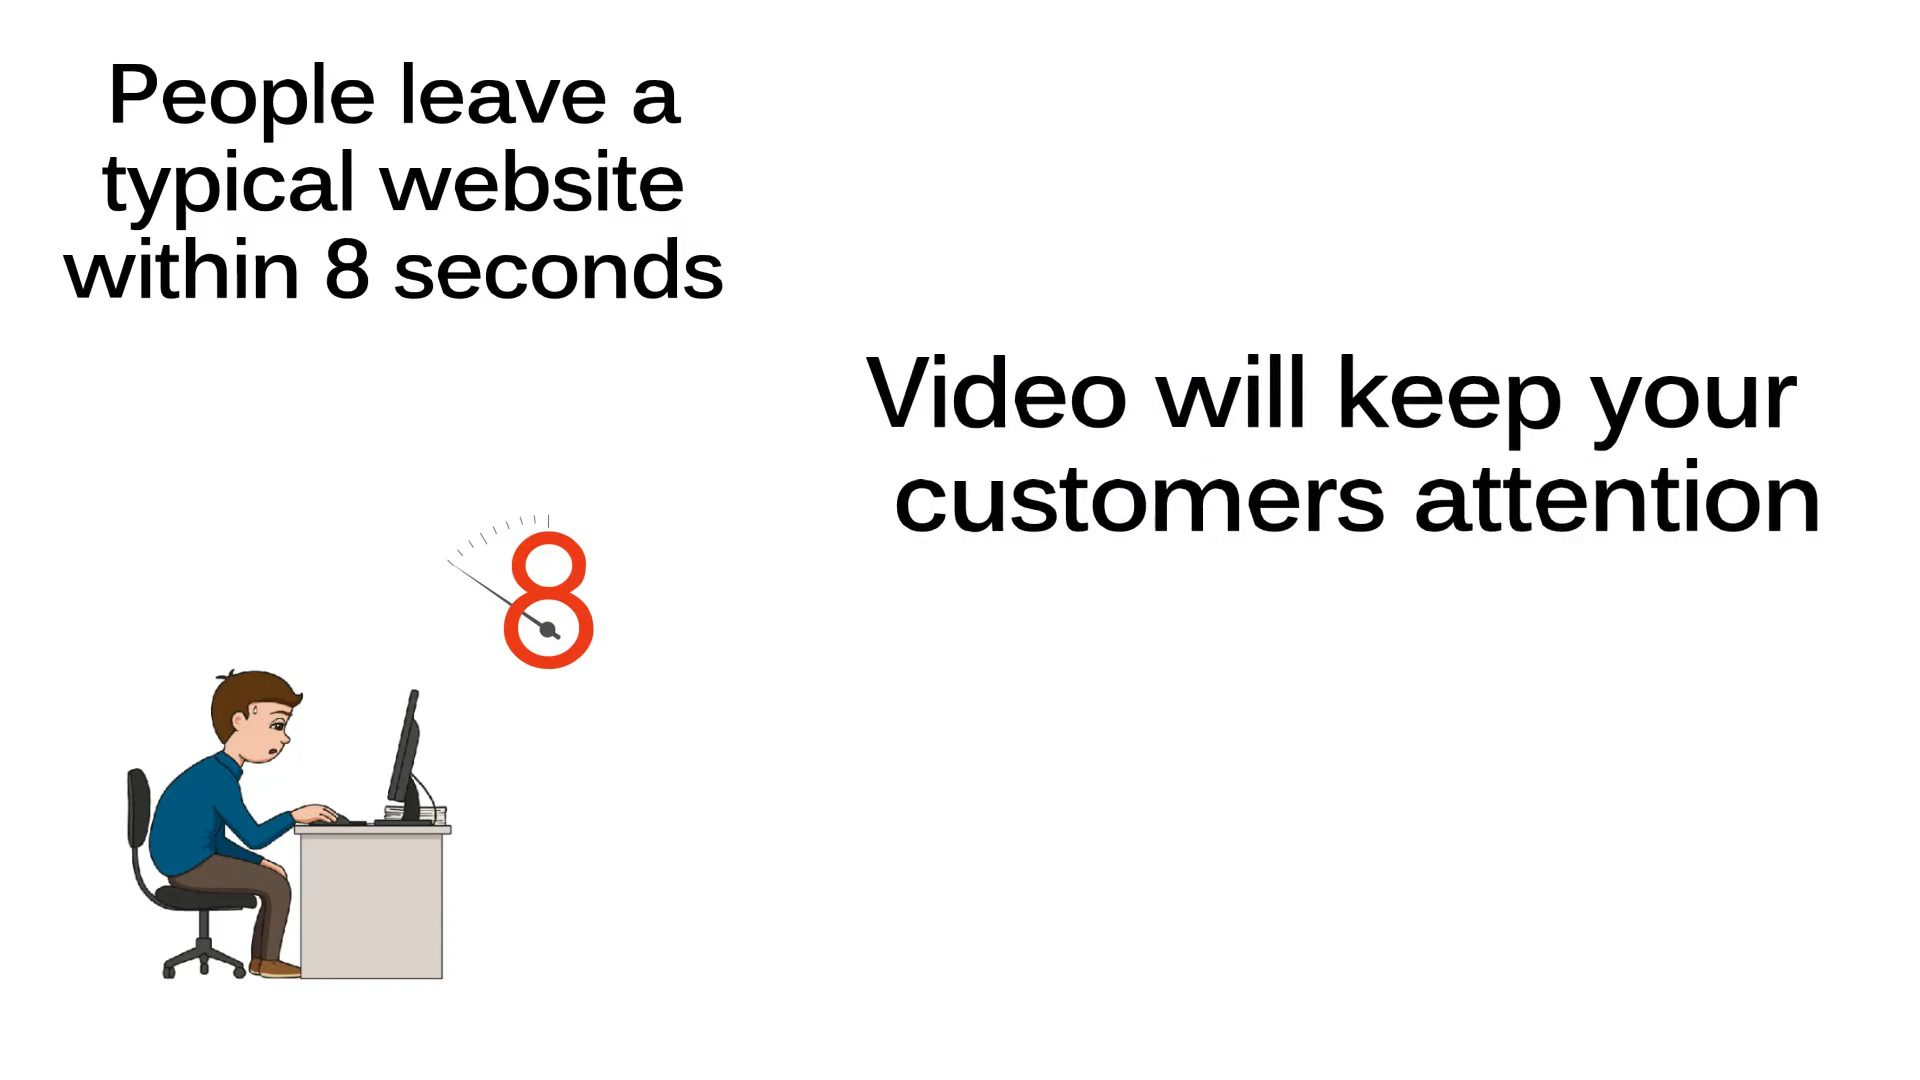 People leave a
typical website
within 8 seconds
Video will keep your
customers attention
8